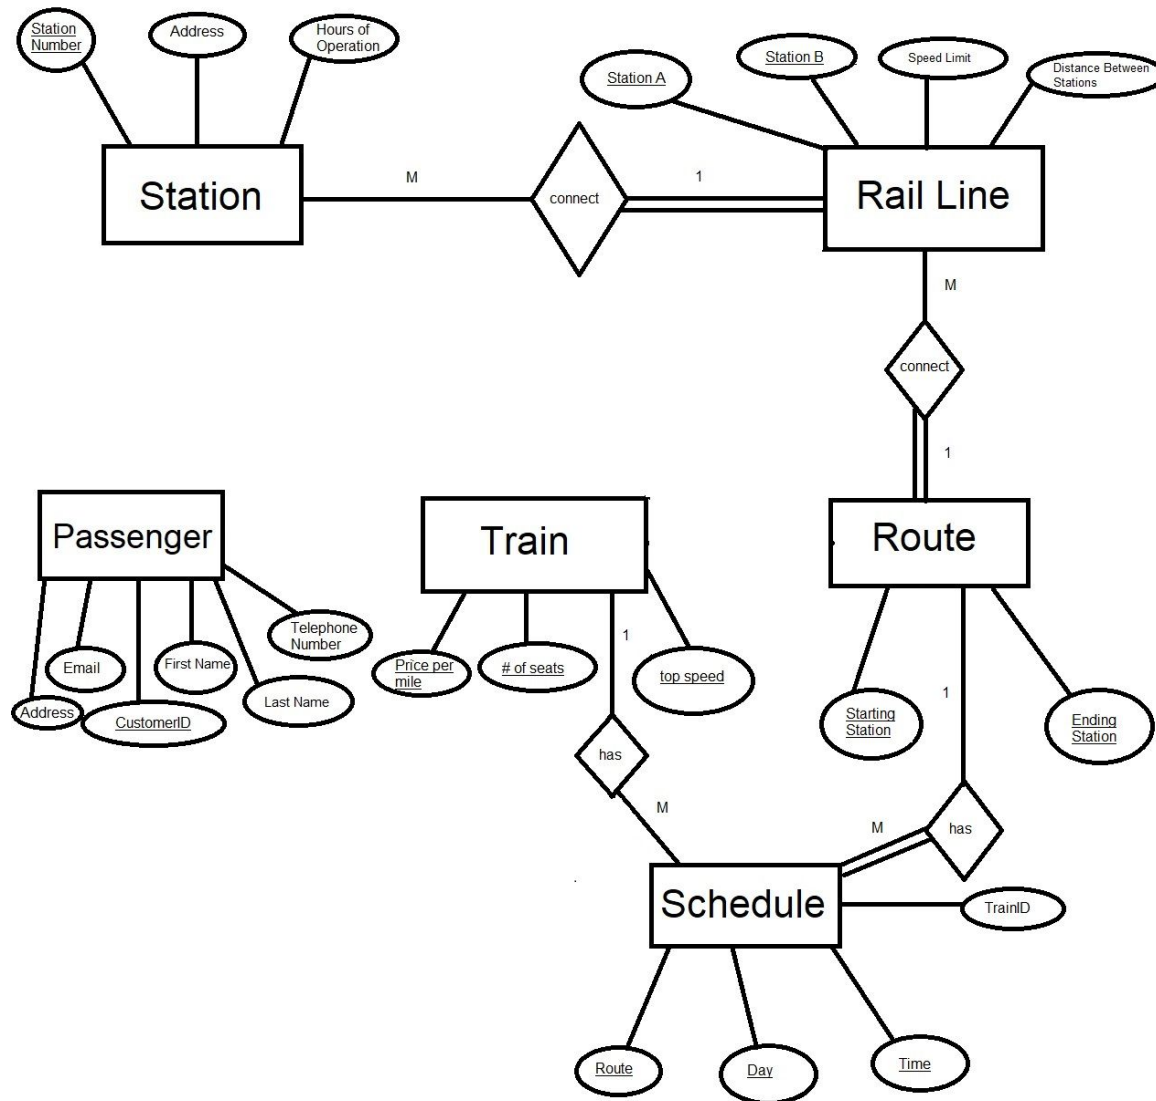 Station
Number
Address
Hours of
Operation
Station A
Station B
Speed Limit
Distance Between
Stations
Station
M
connect
1
Rail Line
M
connect
1
Passenger
Train
Route
Telephone
Number
Email
First Name
Address
CustomerID
Last Name
Price per
mile
# of seats
1
top speed
Starting
Station
1
Ending
Station
has
M
M
has
Schedule
TrainID
Route
Day
Time